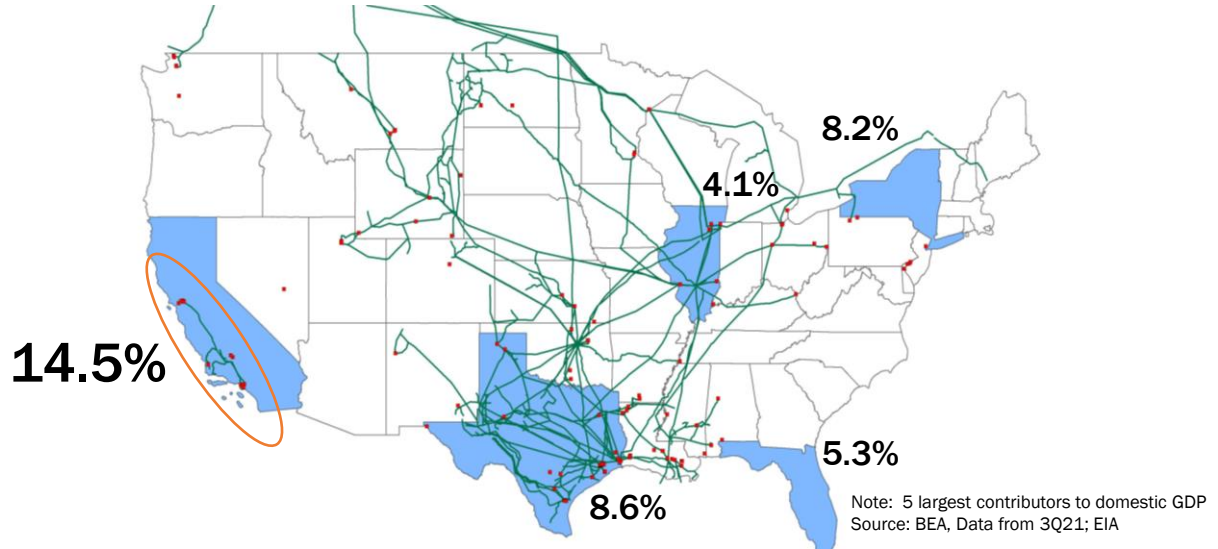 8.2%
4.1%
14.5%
5.3%
8.6%
Note:  5 largest contributors to domestic GDP
Source: BEA, Data from 3Q21; EIA